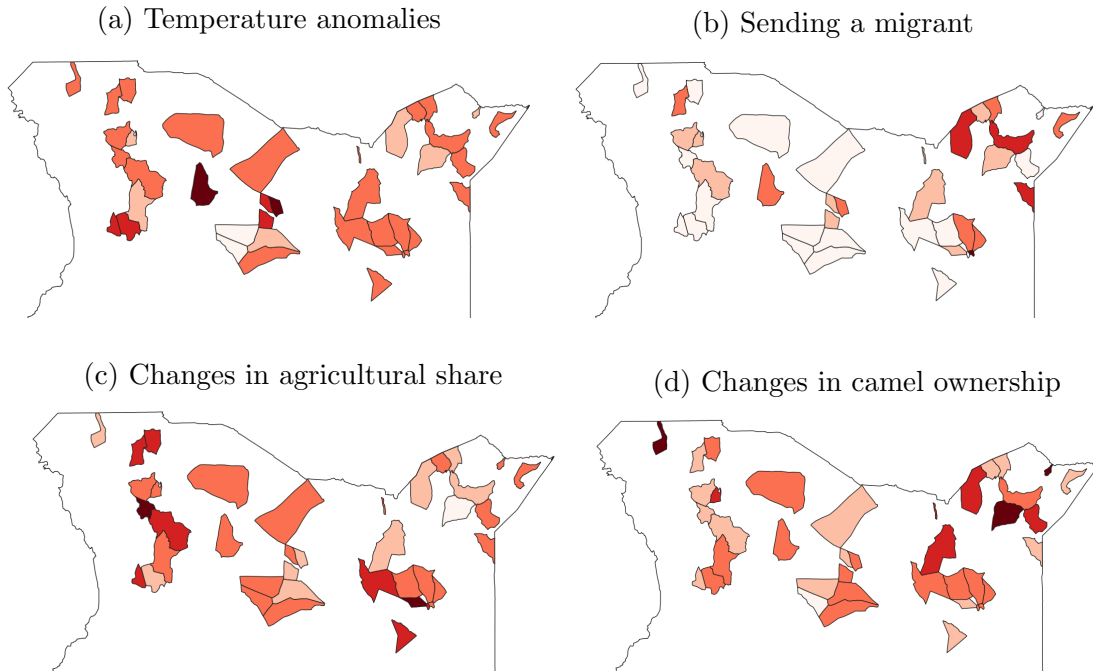 (a) Temperature anomalies
(b) Sending a migrant
(c) Changes in agricultural share
(d) Changes in camel ownership